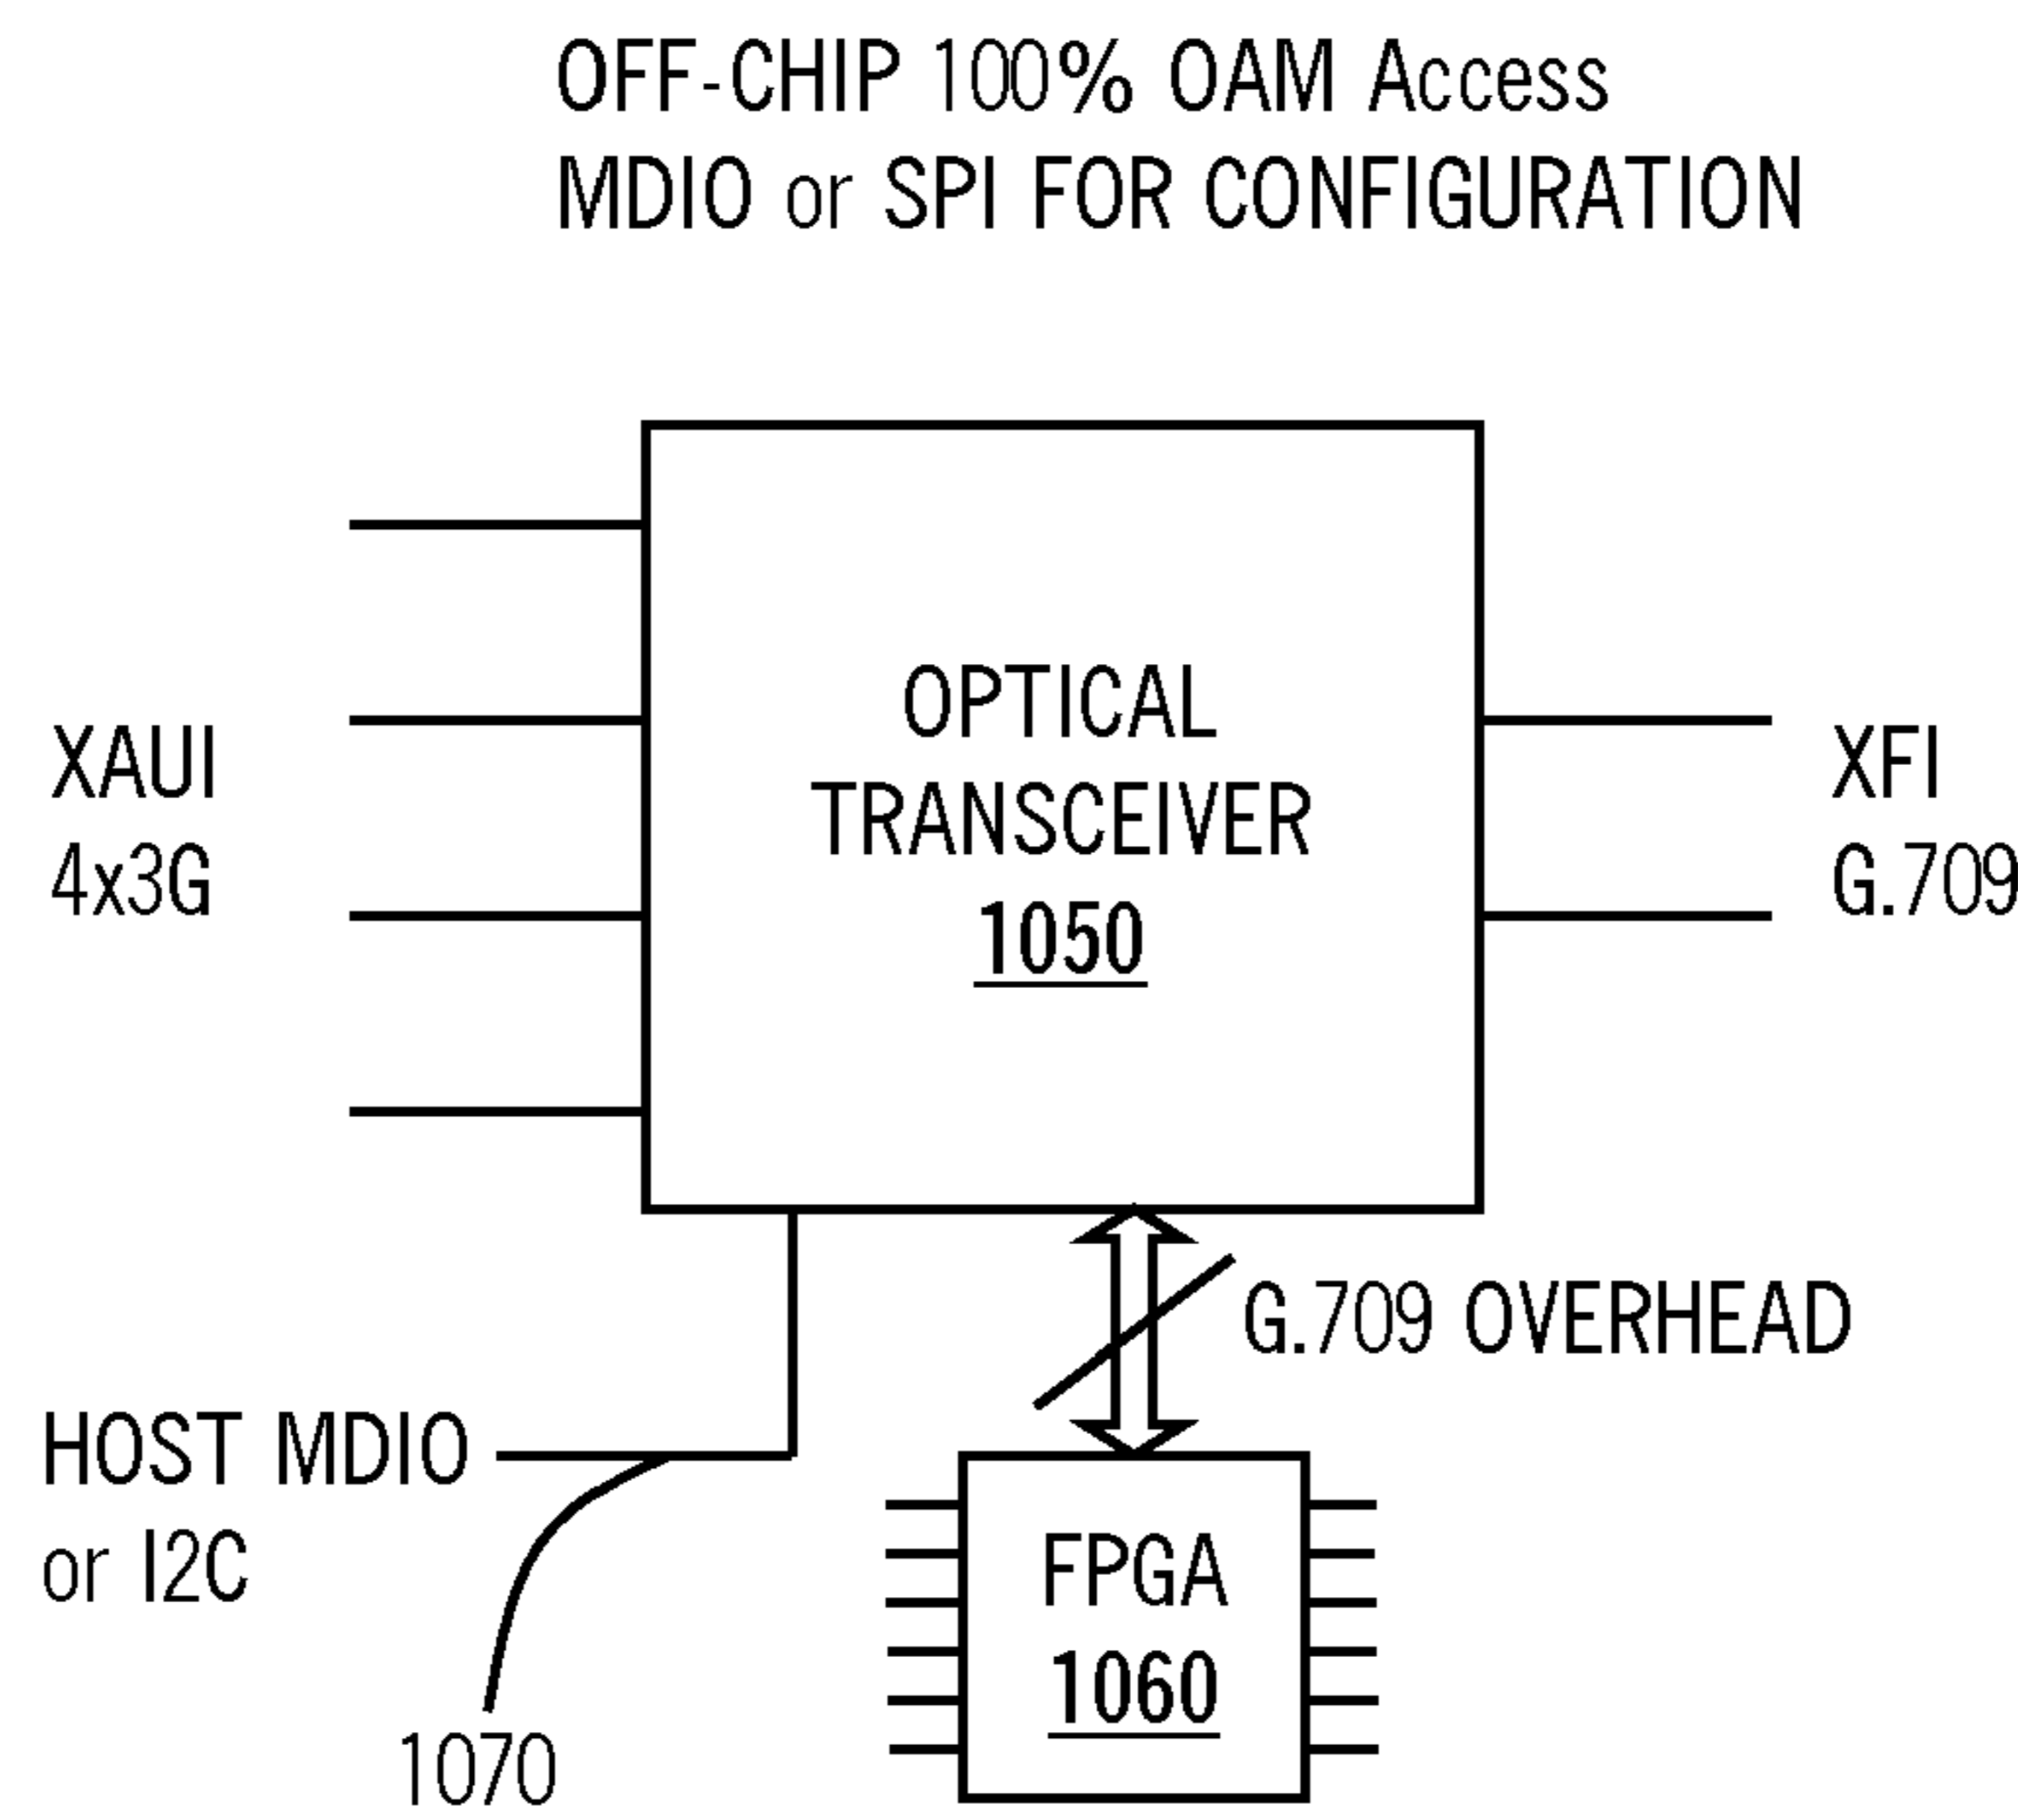 OFF-CHIP 100% OAM Access
MDIO or SPI FOR CONFIGURATION
OPTICAL
TRANSCEIVER
1050
XAUI
4x3G
XFI
G.709
G.709 OVERHEAD
HOST MDIO
or I2C
FPGA
1060
1070